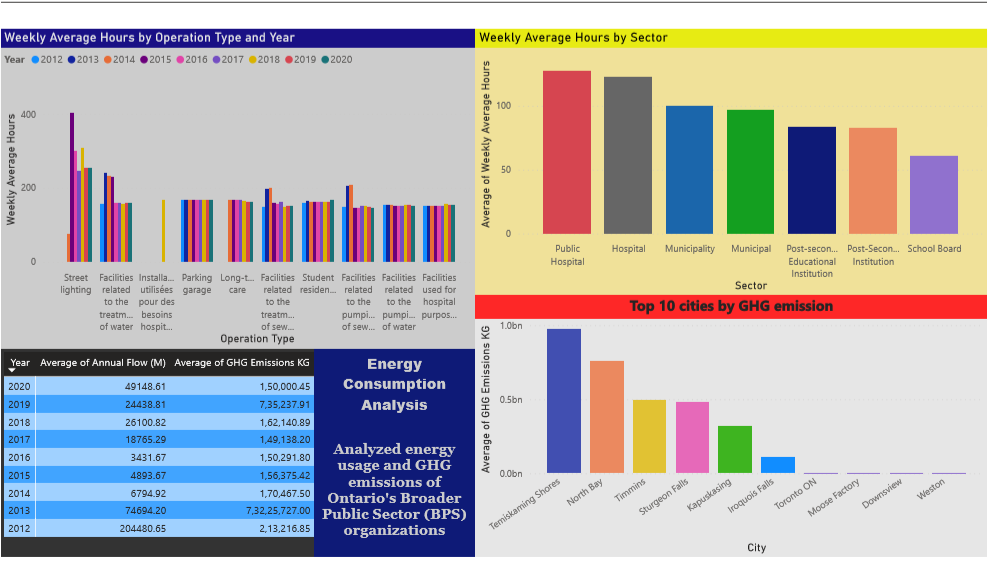 Weekly Average Hours by Operation Type and Year
Year 2012 2013 2014 2015 2016 2017 2018 2019 2020
Weekly Average Hours
400
200
0
Street
lighting
Facilities
related
to the
treatm...
of water
Installa...
utilisées
pour des
besoins
hospit...
Parking
garage
Long-t...
care
Facilities
related
to the
treatm...
of sew...
Student
residen...
Facilities
related
to the
pumpi...
of sew...
Facilities
related
to the
pumpi...
of water
Facilities
used for
hospital
purpos...
Operation Type
Weekly Average Hours by Sector
Average of Weekly Average Hours
100
50
0
Public
Hospital
Hospital
Municipality
Municipal
Post-secon...
Educational
Institution
Post-Secon...
Institution
School Board
Sector
Year Average of Annual Flow (M) Average of GHG Emissions KG
2020 49148.61 1,50,000.45
2019 24438.81 7,35,237.91
2018 26100.82 1,62,140.89
2017 18765.29 1,49,138.20
2016 3431.67 1,50,291.80
2015 4893.67 1,56,375.42
2014 6794.92 1,70,467.50
2013 74694.20 7,32,25,727.00
2012 204480.65 2,13,216.85
Energy
Consumption
Analysis
Analyzed energy
usage and GHG
emissions of
Ontario's Broader
Public Sector (BPS)
organizations
Top 10 cities by GHG emission
Average of GHG Emissions KG
1.0bn
0.5bn
0.0bn
Temiskaming Shores
North Bay
Timmins
Sturgeon Falls
Kapuskasing
Iroquois Falls
Toronto ON
Moose Factory
Downsview
Weston
City